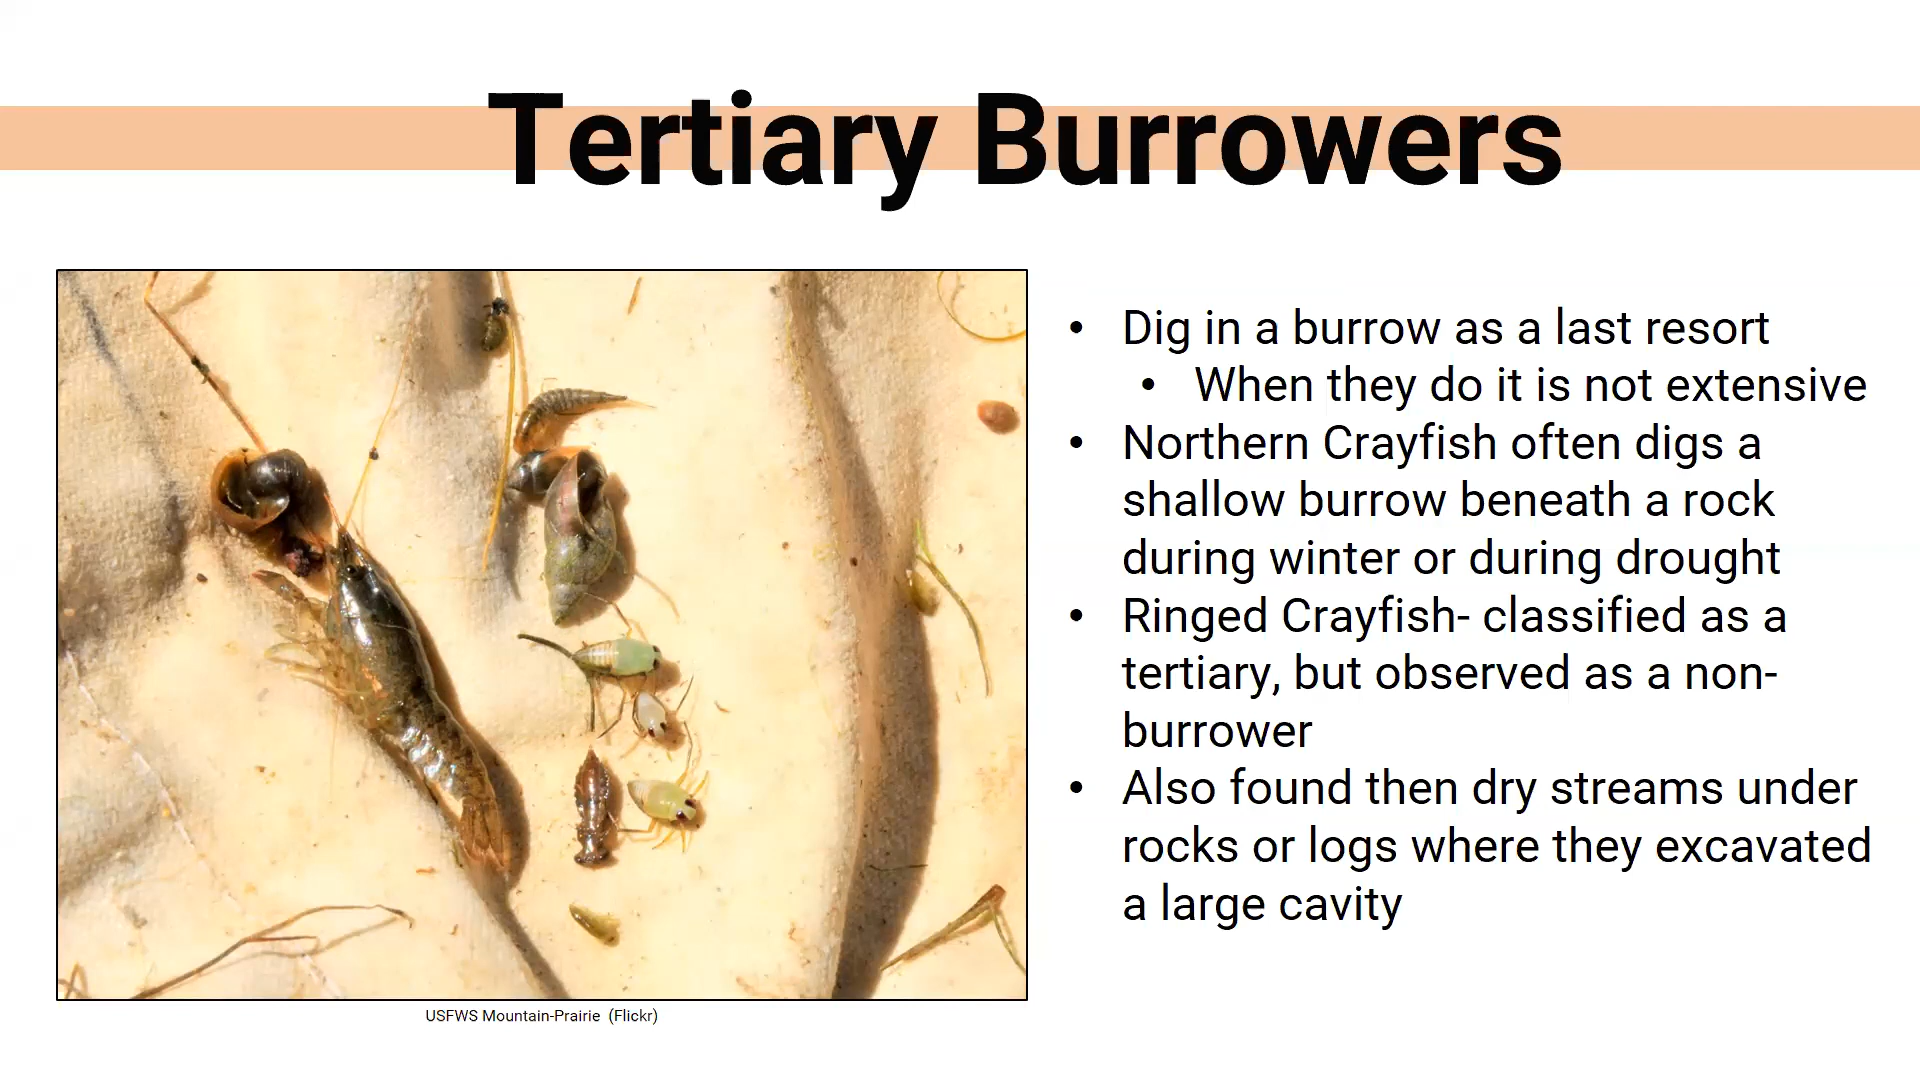 Tertiary Burrowers
• Dig in a burrow as a last resort
• When they do it is not extensive
• Northern Crayfish often digs a
shallow burrow beneath a rock
during winter or during drought
• Ringed Crayfish- classified as a
tertiary, but observed as a non-
burrower
• Also found then dry streams under
rocks or logs where they excavated
a large cavity
USFWS Mountain-Prairie (Flickr)